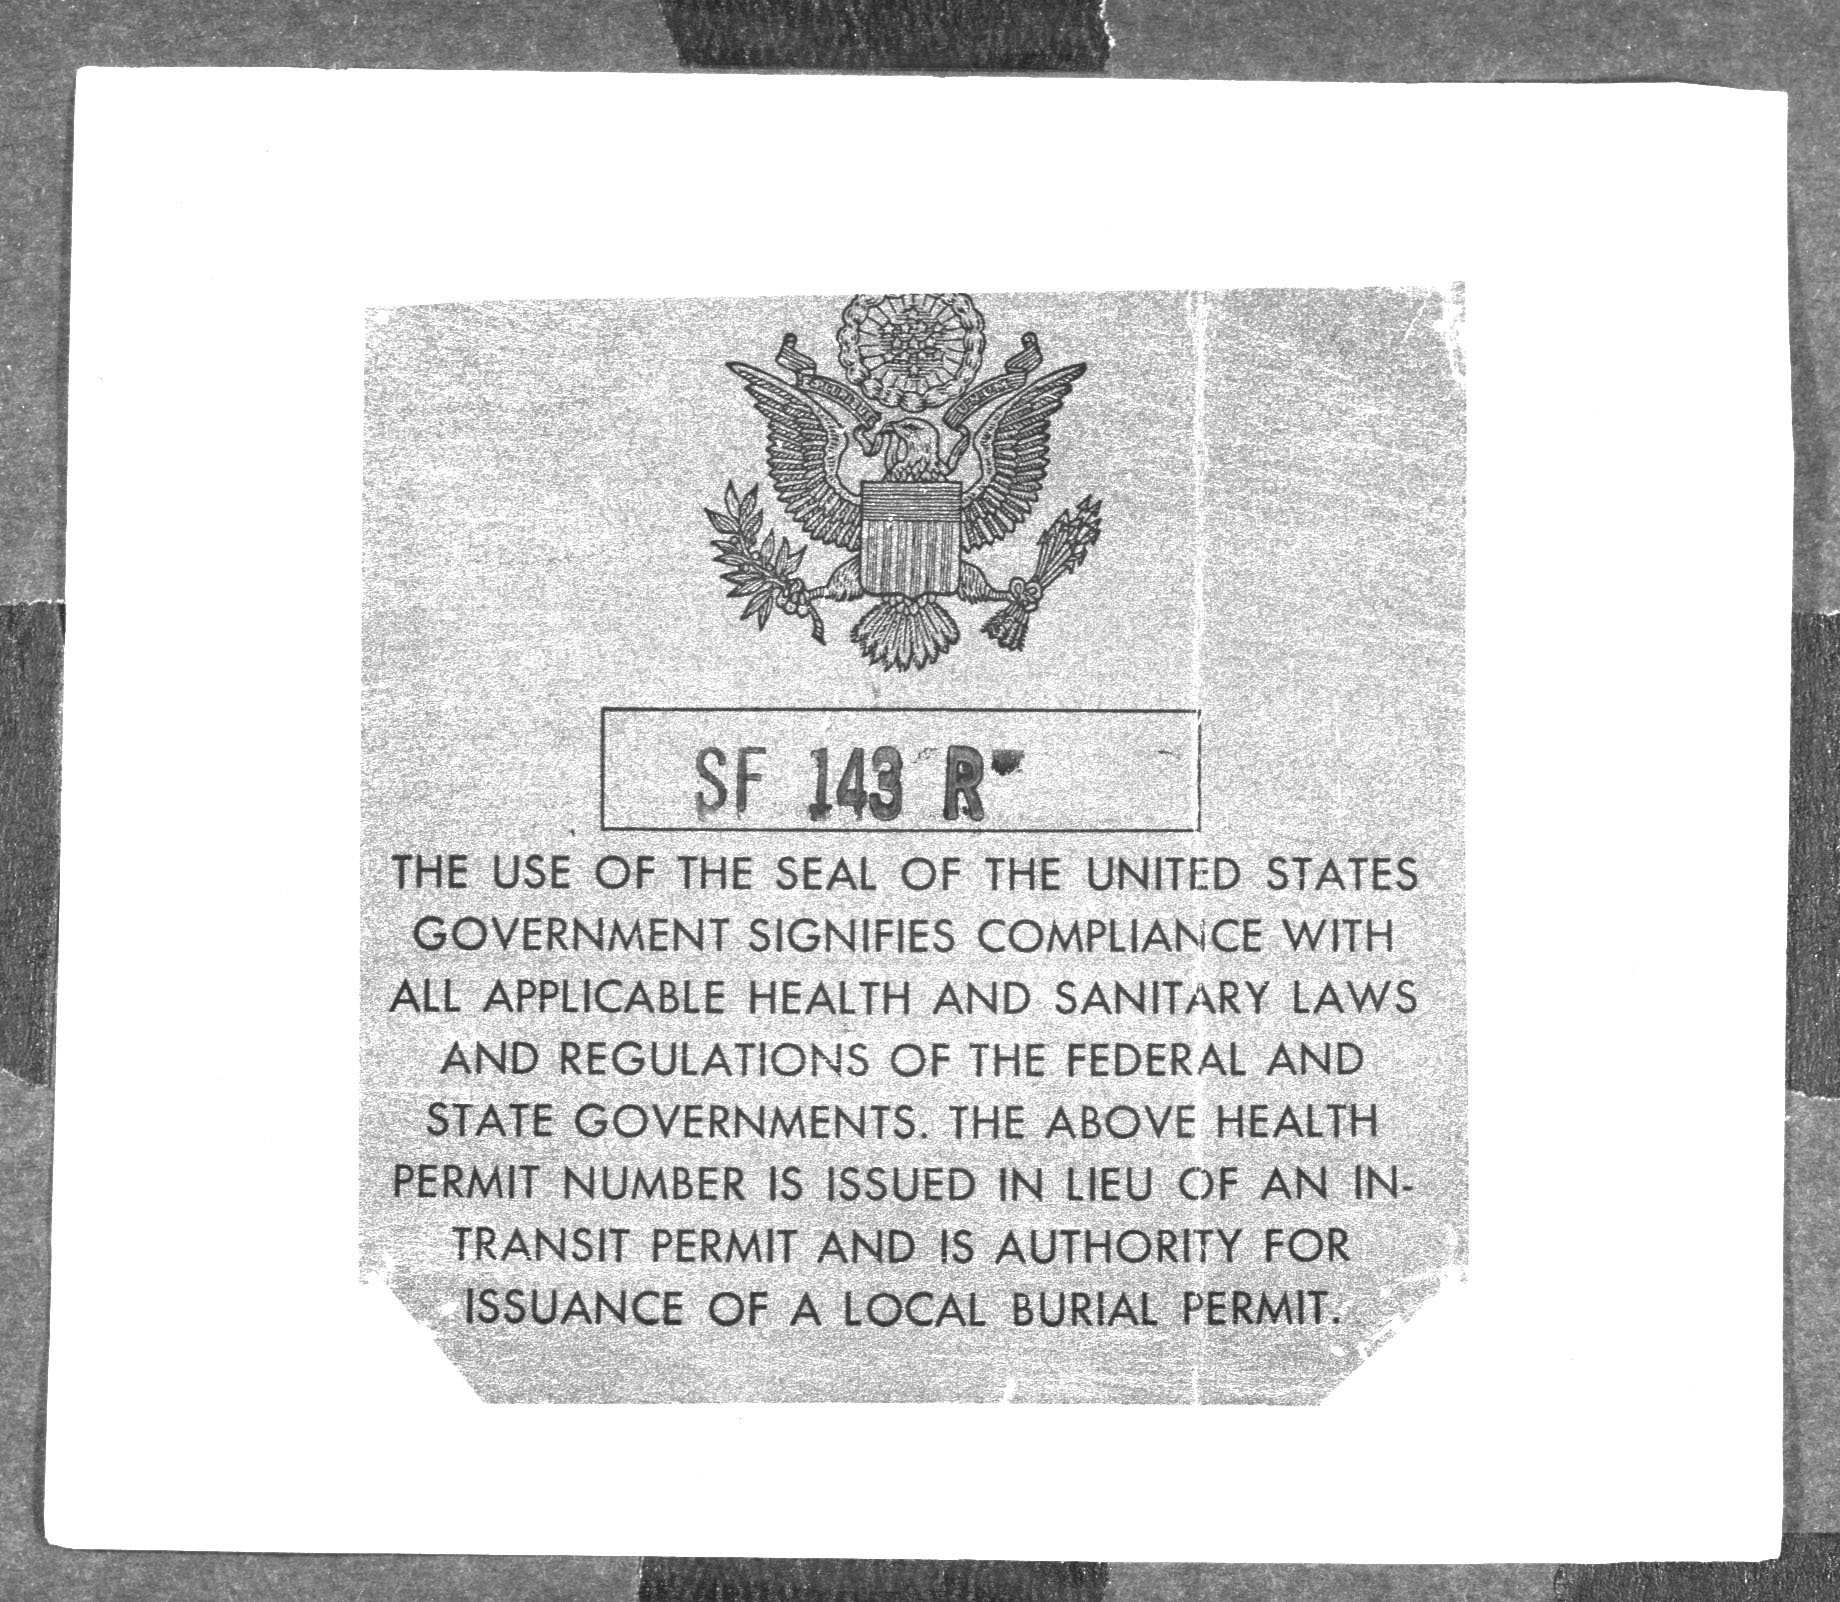 SF 143 R
THE USE OF THE SEAL OF THE UNITED STATES
GOVERNMENT SIGNIFIES COMPLIANCE WITH
ALL APPLICABLE HEALTH AND SANITARY LAWS
AND REGULATIONS OF THE FEDERAL AND
STATE GOVERNMENTS. THE ABOVE HEALTH
PERMIT NUMBER IS ISSUED IN LIEU OF AN IN-
TRANSIT PERMIT AND IS AUTHORITY FOR
ISSUANCE OF A LOCAL BURIAL PERMIT.